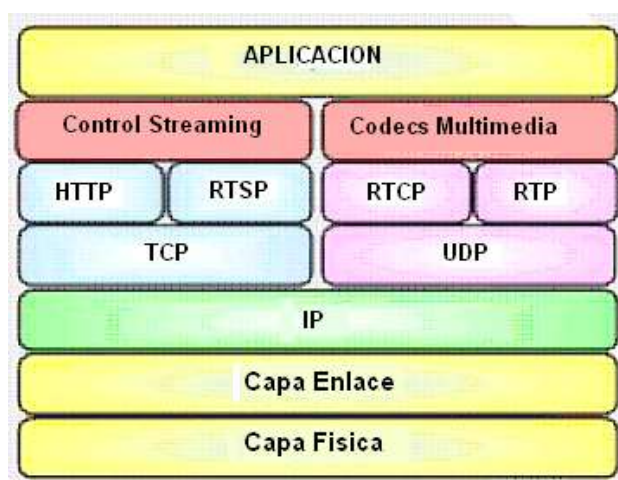 APLICACION
Control Streaming
Codecs Multimedia
HTTP
RTSP
RTCP
RTP
TCP
UDP
IP
Capa Enlace
Capa Fisica